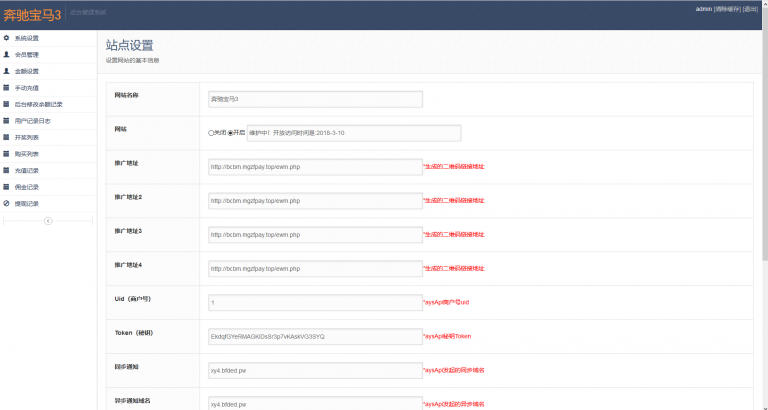 奔驰宝马3
后台管理系统
admin [清除缓存] [退出]
系统设置
会员管理
金额设置
手动充值
后台修改余额记录
用户记录日志
开奖列表
购买列表
充值记录
佣金记录
提现记录
站点设置
设置网站的基本信息
网站名称 奔驰宝马3
网站 关闭 开启 维护中！开放访问时间是:2018-3-10
推广地址 http://bcbm.mgzfpay.top/ewm.php *生成的二维码链接地址
推广地址2 http://bcbm.mgzfpay.top/ewm.php *生成的二维码链接地址
推广地址3 http://bcbm.mgzfpay.top/ewm.php *生成的二维码链接地址
推广地址4 http://bcbm.mgzfpay.top/ewm.php *生成的二维码链接地址
Uid（商户号） 1 *aysApi商户号uid
Token（秘钥） *aysApi秘钥Token
同步通知 xy4.bfded.pw *aysApi发起的同步域名
异步通知域名 xy4.bfded.pw *aysApi发起的异步域名